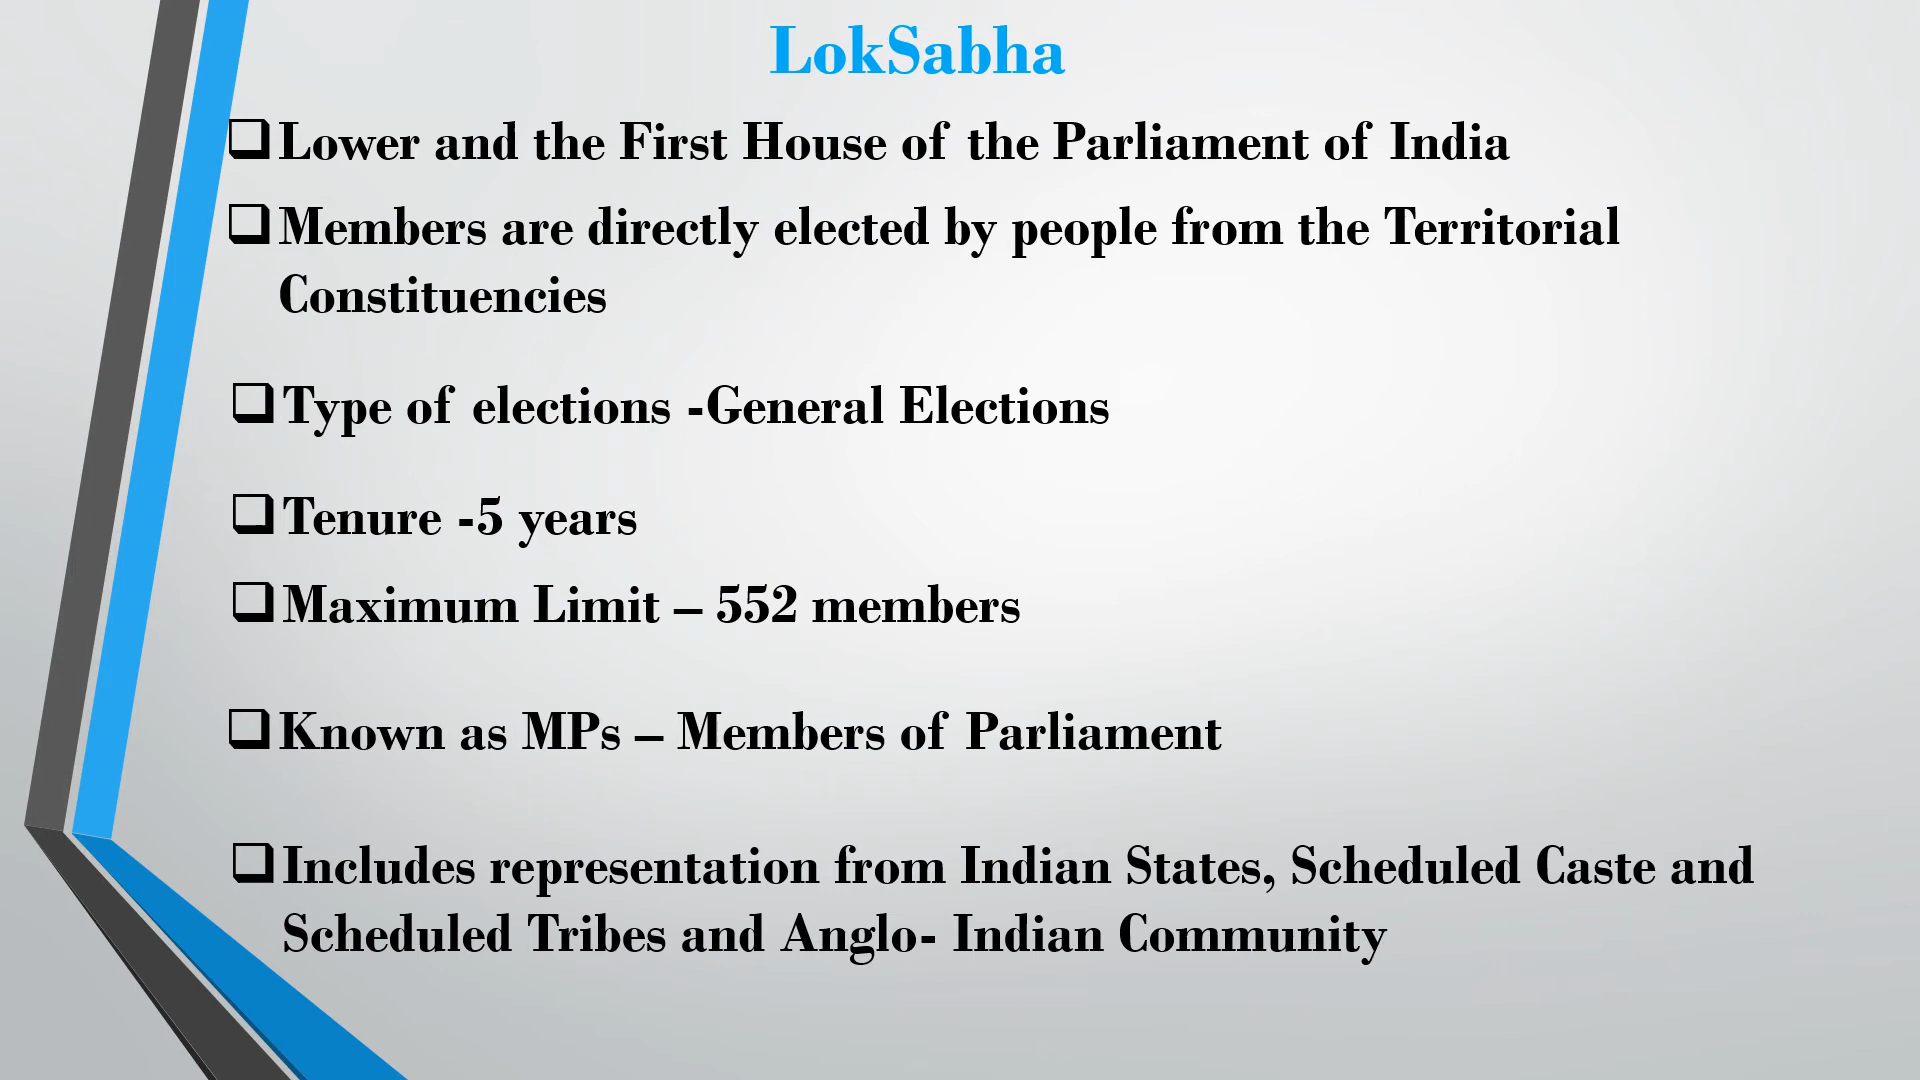 LokSabha
❑Lower and the First House of the Parliament of India
❑Members are directly elected by people from the Territorial
Constituencies
❑Type of elections -General Elections
❑Tenure -5 years
❑Maximum Limit – 552 members
❑Known as MPs – Members of Parliament
❑Includes representation from Indian States, Scheduled Caste and
Scheduled Tribes and Anglo- Indian Community